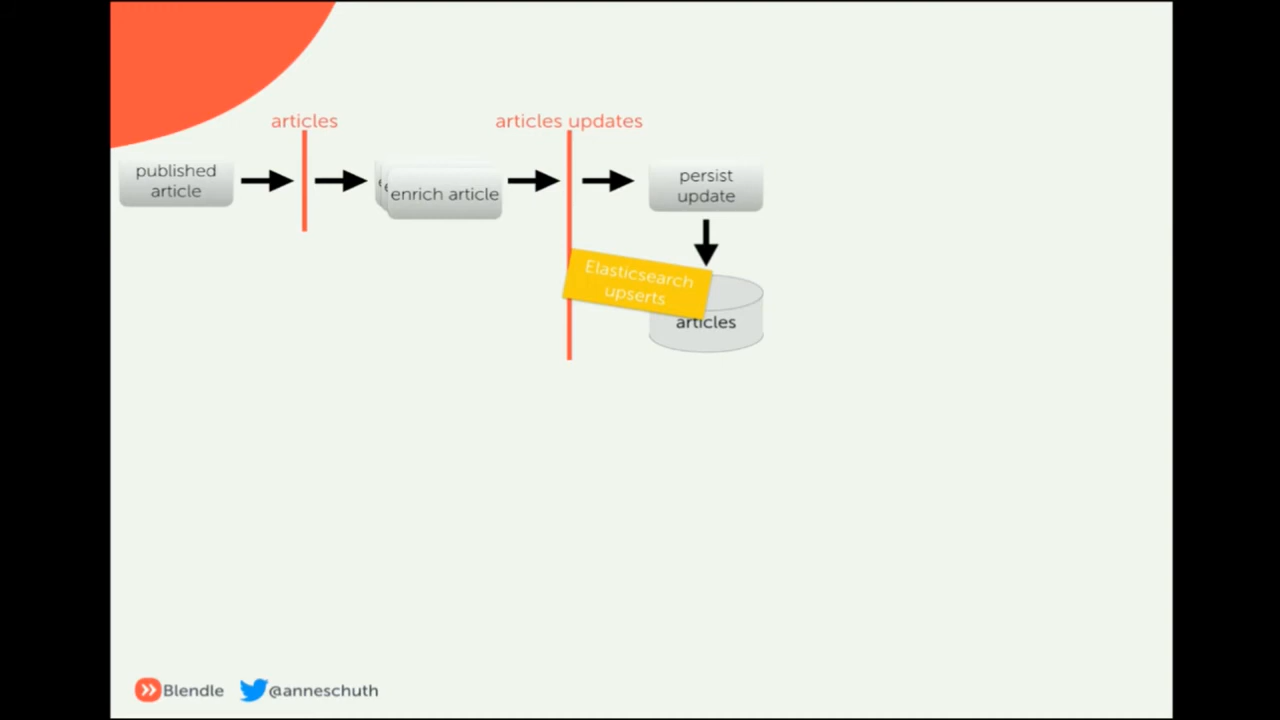 articles
articles updates
published
article
enrich article
persist
update
Elasticsearch
upserts
articles
Blendle
@anneschuth